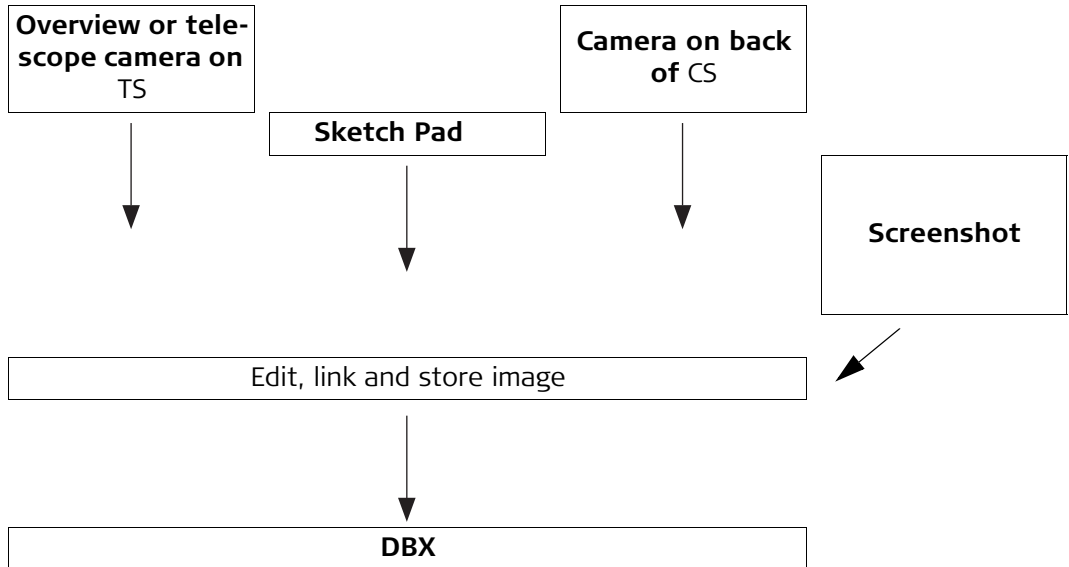 Overview or tele-
scope camera on
TS
Camera on back
of CS
Sketch Pad
Screenshot
Edit, link and store image
DBX